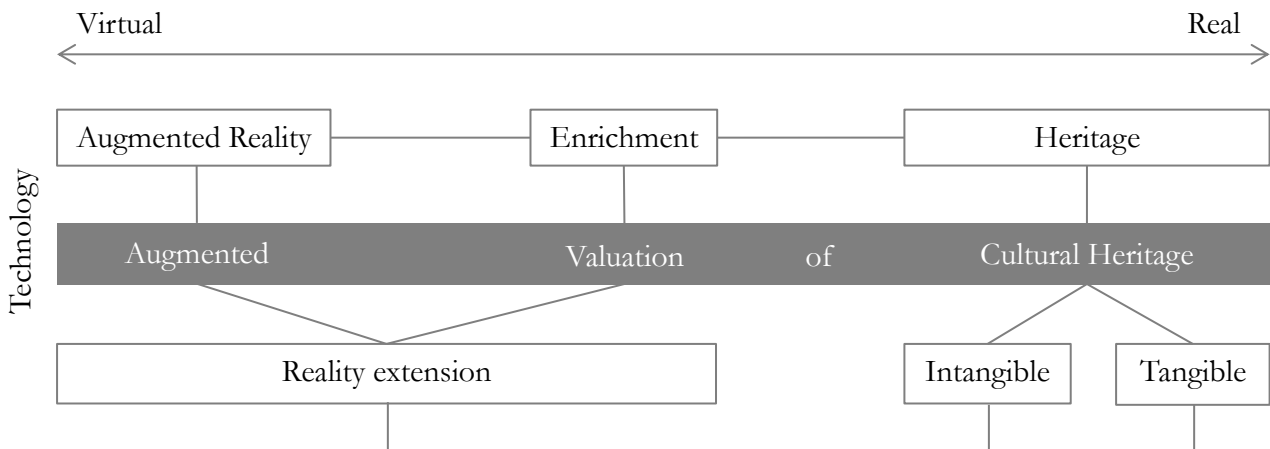 Virtual Real
Augmented Reality Enrichment Heritage
Technology
Augmented Valuation of Cultural Heritage
Reality extension Intangible Tangible